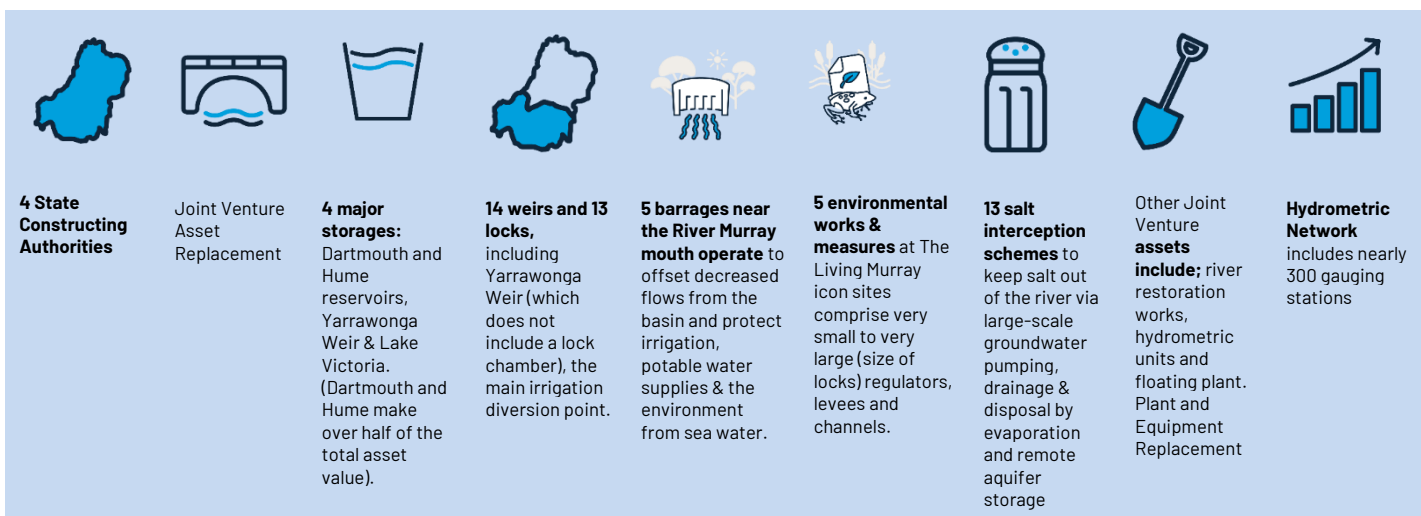 4 State
Constructing
Authorities
Joint Venture
Asset
Replacement
4 major
storages:
Dartmouth and
Hume
reservoirs,
Yarrawonga
Weir & Lake
Victoria.
(Dartmouth and
Hume make
over half of the
total asset
value).
14 weirs and 13
locks,
including
Yarrawonga
Weir (which
does not
include a lock
chamber), the
main irrigation
diversion point.
5 barrages near
the River Murray
mouth operate to
offset decreased
flows from the
basin and protect
irrigation,
potable water
supplies & the
environment
from sea water.
5 environmental
works &
measures at The
Living Murray
icon sites
comprise very
small to very
large (size of
locks) regulators,
levees and
channels.
13 salt
interception
schemes to
keep salt out
of the river via
large-scale
groundwater
pumping,
drainage &
disposal by
evaporation
and remote
aquifer
storage
Other Joint
Venture
assets
include; river
restoration
works,
hydrometric
units and
floating plant.
Plant and
Equipment
Replacement
Hydrometric
Network
includes nearly
300 gauging
stations